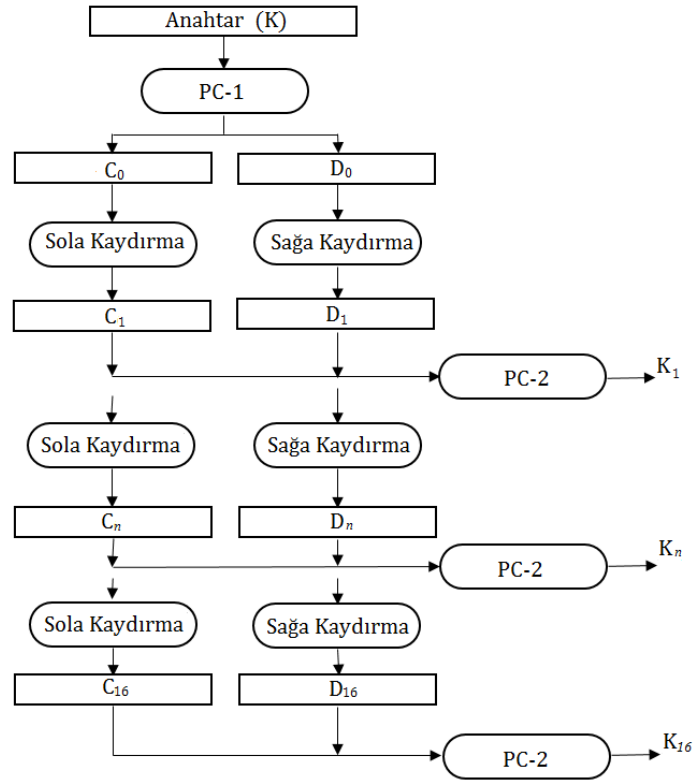 Anahtar (K)
PC-1
C₀ D₀
Sola Kaydırma Sağa Kaydırma
C₁ D₁
PC-2 K₁
Sola Kaydırma Sağa Kaydırma
Cₙ Dₙ
PC-2 Kₙ
Sola Kaydırma Sağa Kaydırma
C₁₆ D₁₆
PC-2 K₁₆